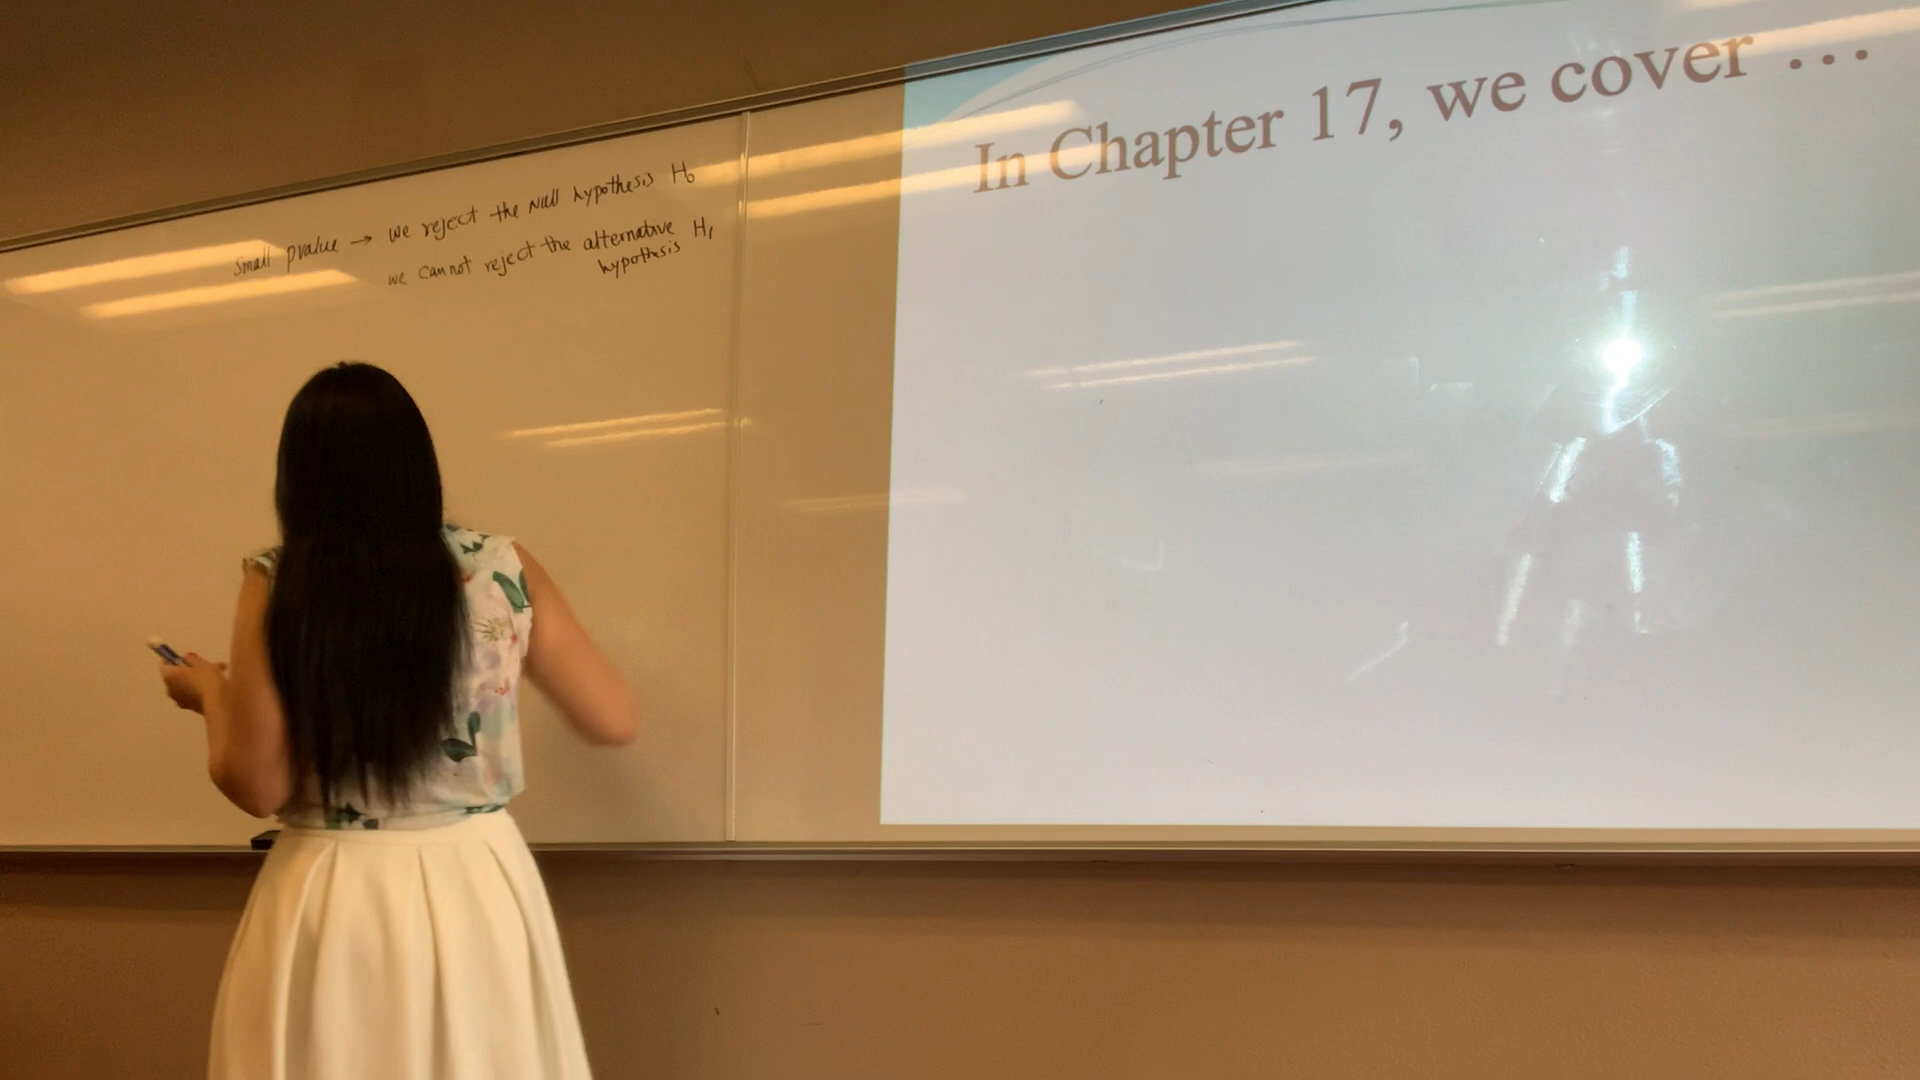 small pvalue → we reject the Null hypothesis H₀
we cannot reject the alternative H₁
hypothesis
In Chapter 17, we cover ...